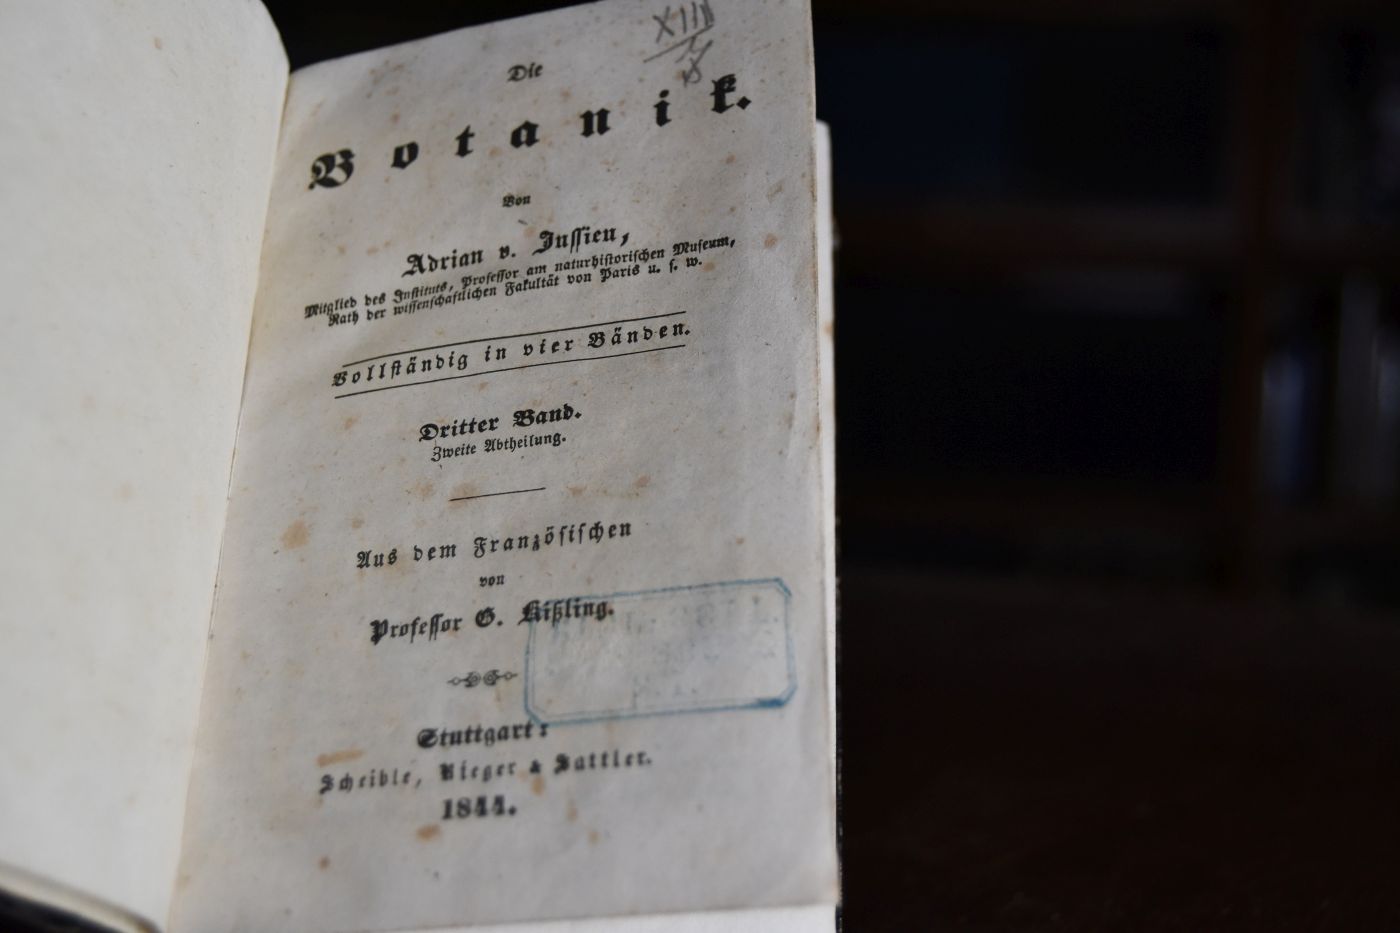 XIII
Die
Botanik.
Von
Adrian v. Jussieu,
Mitglied des Instituts, Professor am naturhistorischen Museum,
Rath der wissenschaftlichen Fakultät von Paris u. s. w.
Vollständig in vier Bänden.
Dritter Band.
Zweite Abtheilung.
Aus dem Französischen
von
Professor G. Kißling.
Stuttgart:
Scheible, Rieger & Sattler.
1844.